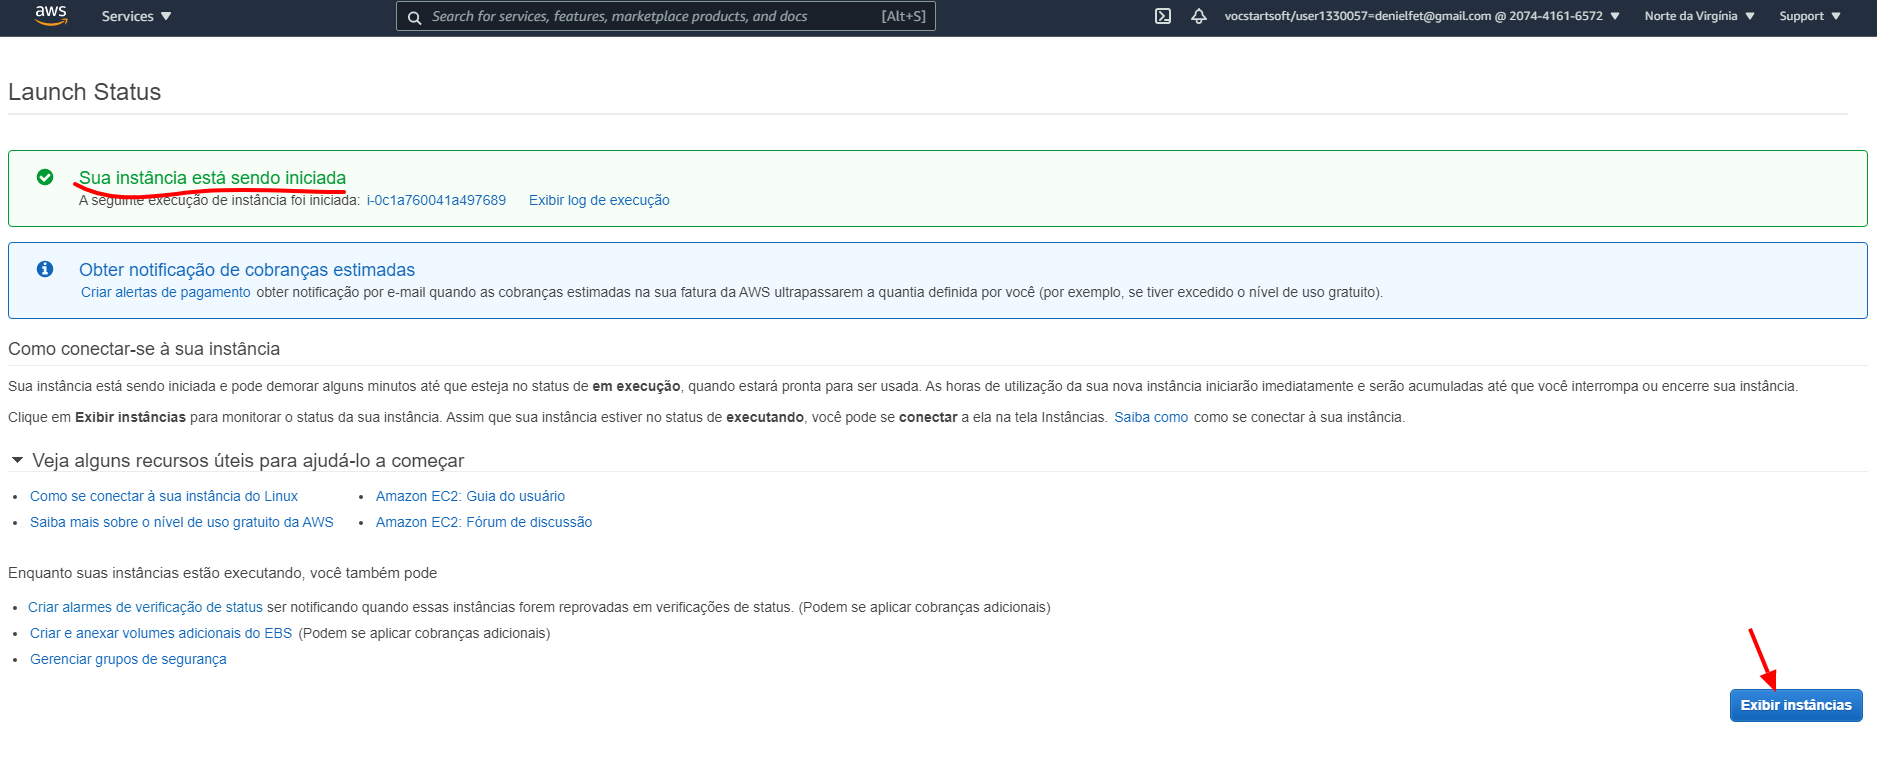 aws
Services
Search for services, features, marketplace products, and docs [Alt+S]
vocstartsoft/user1330057=denielfet@gmail.com @ 2074-4161-6572
Norte da Virgínia
Support
Launch Status
Sua instância está sendo iniciada
A seguinte execução de instância foi iniciada: i-0c1a760041a497689 Exibir log de execução
Obter notificação de cobranças estimadas
Criar alertas de pagamento obter notificação por e-mail quando as cobranças estimadas na sua fatura da AWS ultrapassarem a quantia definida por você (por exemplo, se tiver excedido o nível de uso gratuito).
Como conectar-se à sua instância
Sua instância está sendo iniciada e pode demorar alguns minutos até que esteja no status de em execução, quando estará pronta para ser usada. As horas de utilização da sua nova instância iniciarão imediatamente e serão acumuladas até que você interrompa ou encerre sua instância.
Clique em Exibir instâncias para monitorar o status da sua instância. Assim que sua instância estiver no status de executando, você pode se conectar a ela na tela Instâncias. Saiba como como se conectar à sua instância.
Veja alguns recursos úteis para ajudá-lo a começar
• Como se conectar à sua instância do Linux
• Amazon EC2: Guia do usuário
• Saiba mais sobre o nível de uso gratuito da AWS
• Amazon EC2: Fórum de discussão
Enquanto suas instâncias estão executando, você também pode
• Criar alarmes de verificação de status ser notificando quando essas instâncias forem reprovadas em verificações de status. (Podem se aplicar cobranças adicionais)
• Criar e anexar volumes adicionais do EBS (Podem se aplicar cobranças adicionais)
• Gerenciar grupos de segurança
Exibir instâncias